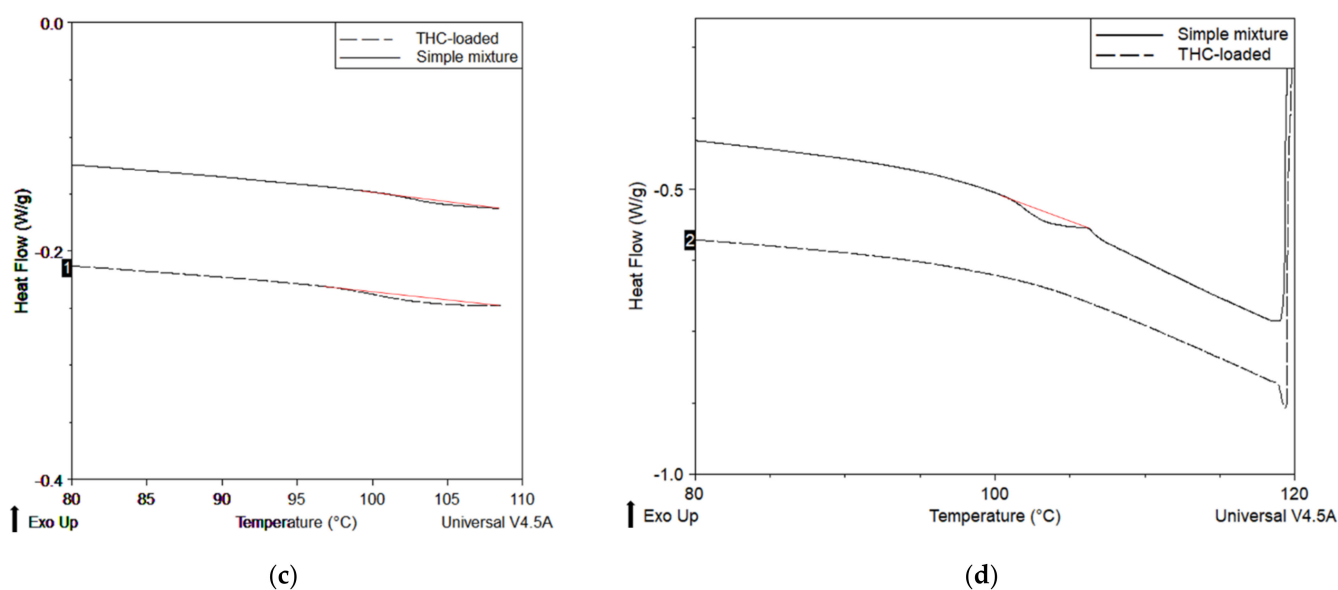 0.0
THC-loaded
Simple mixture
-0.2
1
-0.4
Heat Flow (W/g)
80 85 90 95 100 105 110
Exo Up Temperature (°C) Universal V4.5A
(c)
Simple mixture
THC-loaded
-0.5
2
-1.0
Heat Flow (W/g)
80 100 120
Exo Up Temperature (°C) Universal V4.5A
(d)